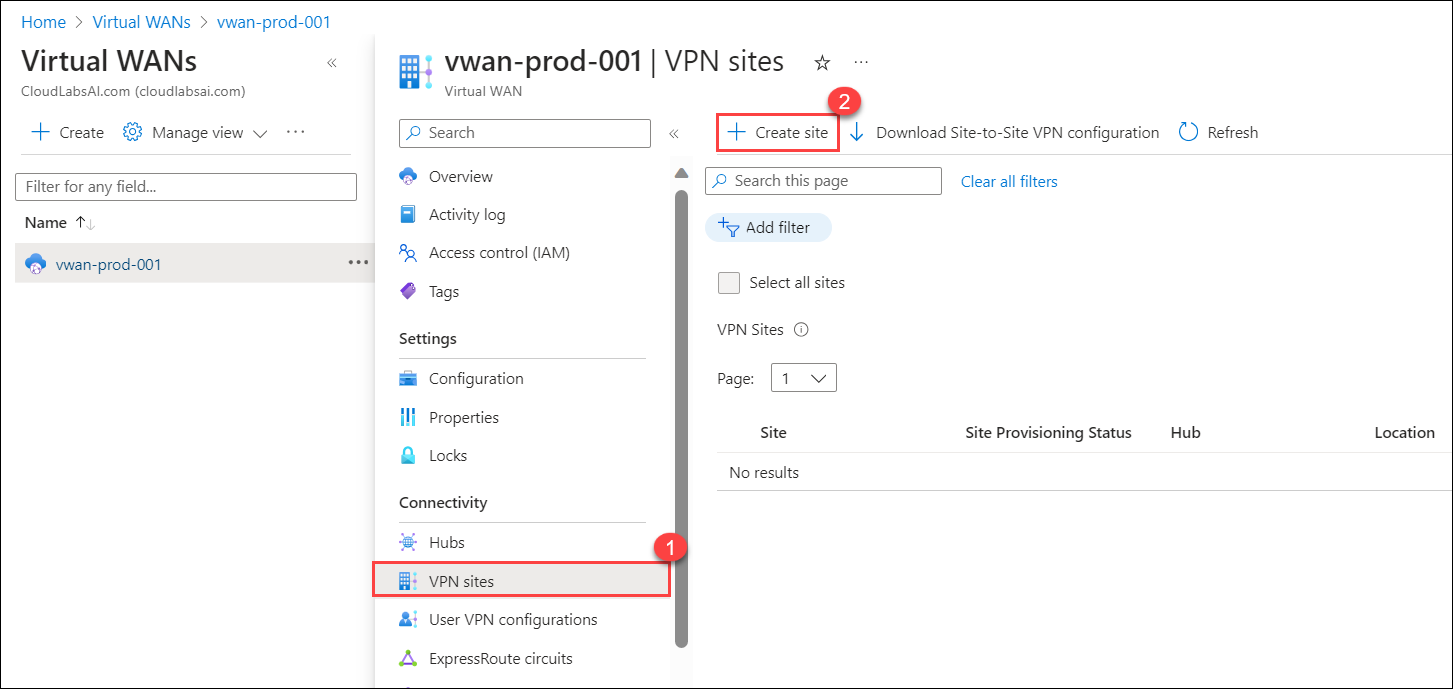 Home > Virtual WANs > vwan-prod-001
Virtual WANs
«
CloudLabsAI.com (cloudlabsai.com)
+ Create Manage view ...
Filter for any field...
Name ↑↓
vwan-prod-001 ...
vwan-prod-001 | VPN sites ...
Virtual WAN
Search
«
Overview
Activity log
Access control (IAM)
Tags
Settings
Configuration
Properties
Locks
Connectivity
Hubs
1
VPN sites
User VPN configurations
ExpressRoute circuits
2
+ Create site ↓ Download Site-to-Site VPN configuration Refresh
Search this page Clear all filters
Add filter
Select all sites
VPN Sites
Page: 1
Site Site Provisioning Status Hub Location
No results